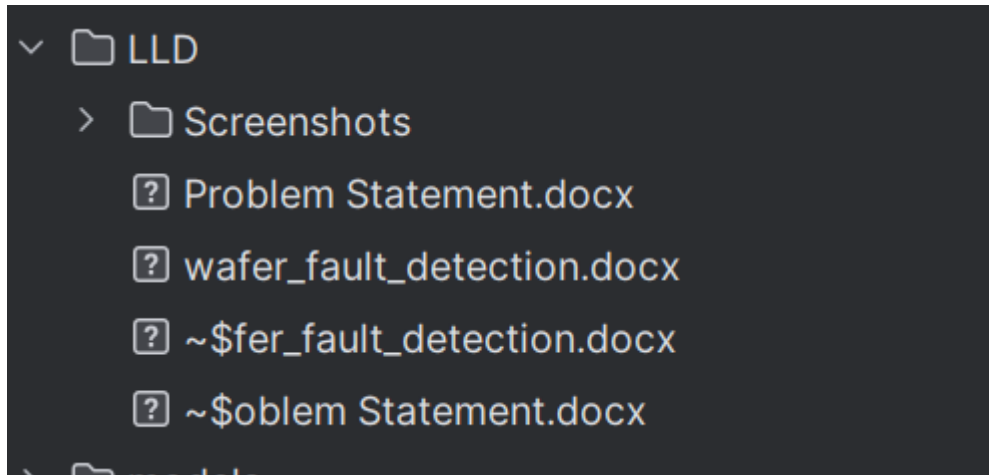 LLD
Screenshots
Problem Statement.docx
wafer_fault_detection.docx
~$fer_fault_detection.docx
~$oblem Statement.docx